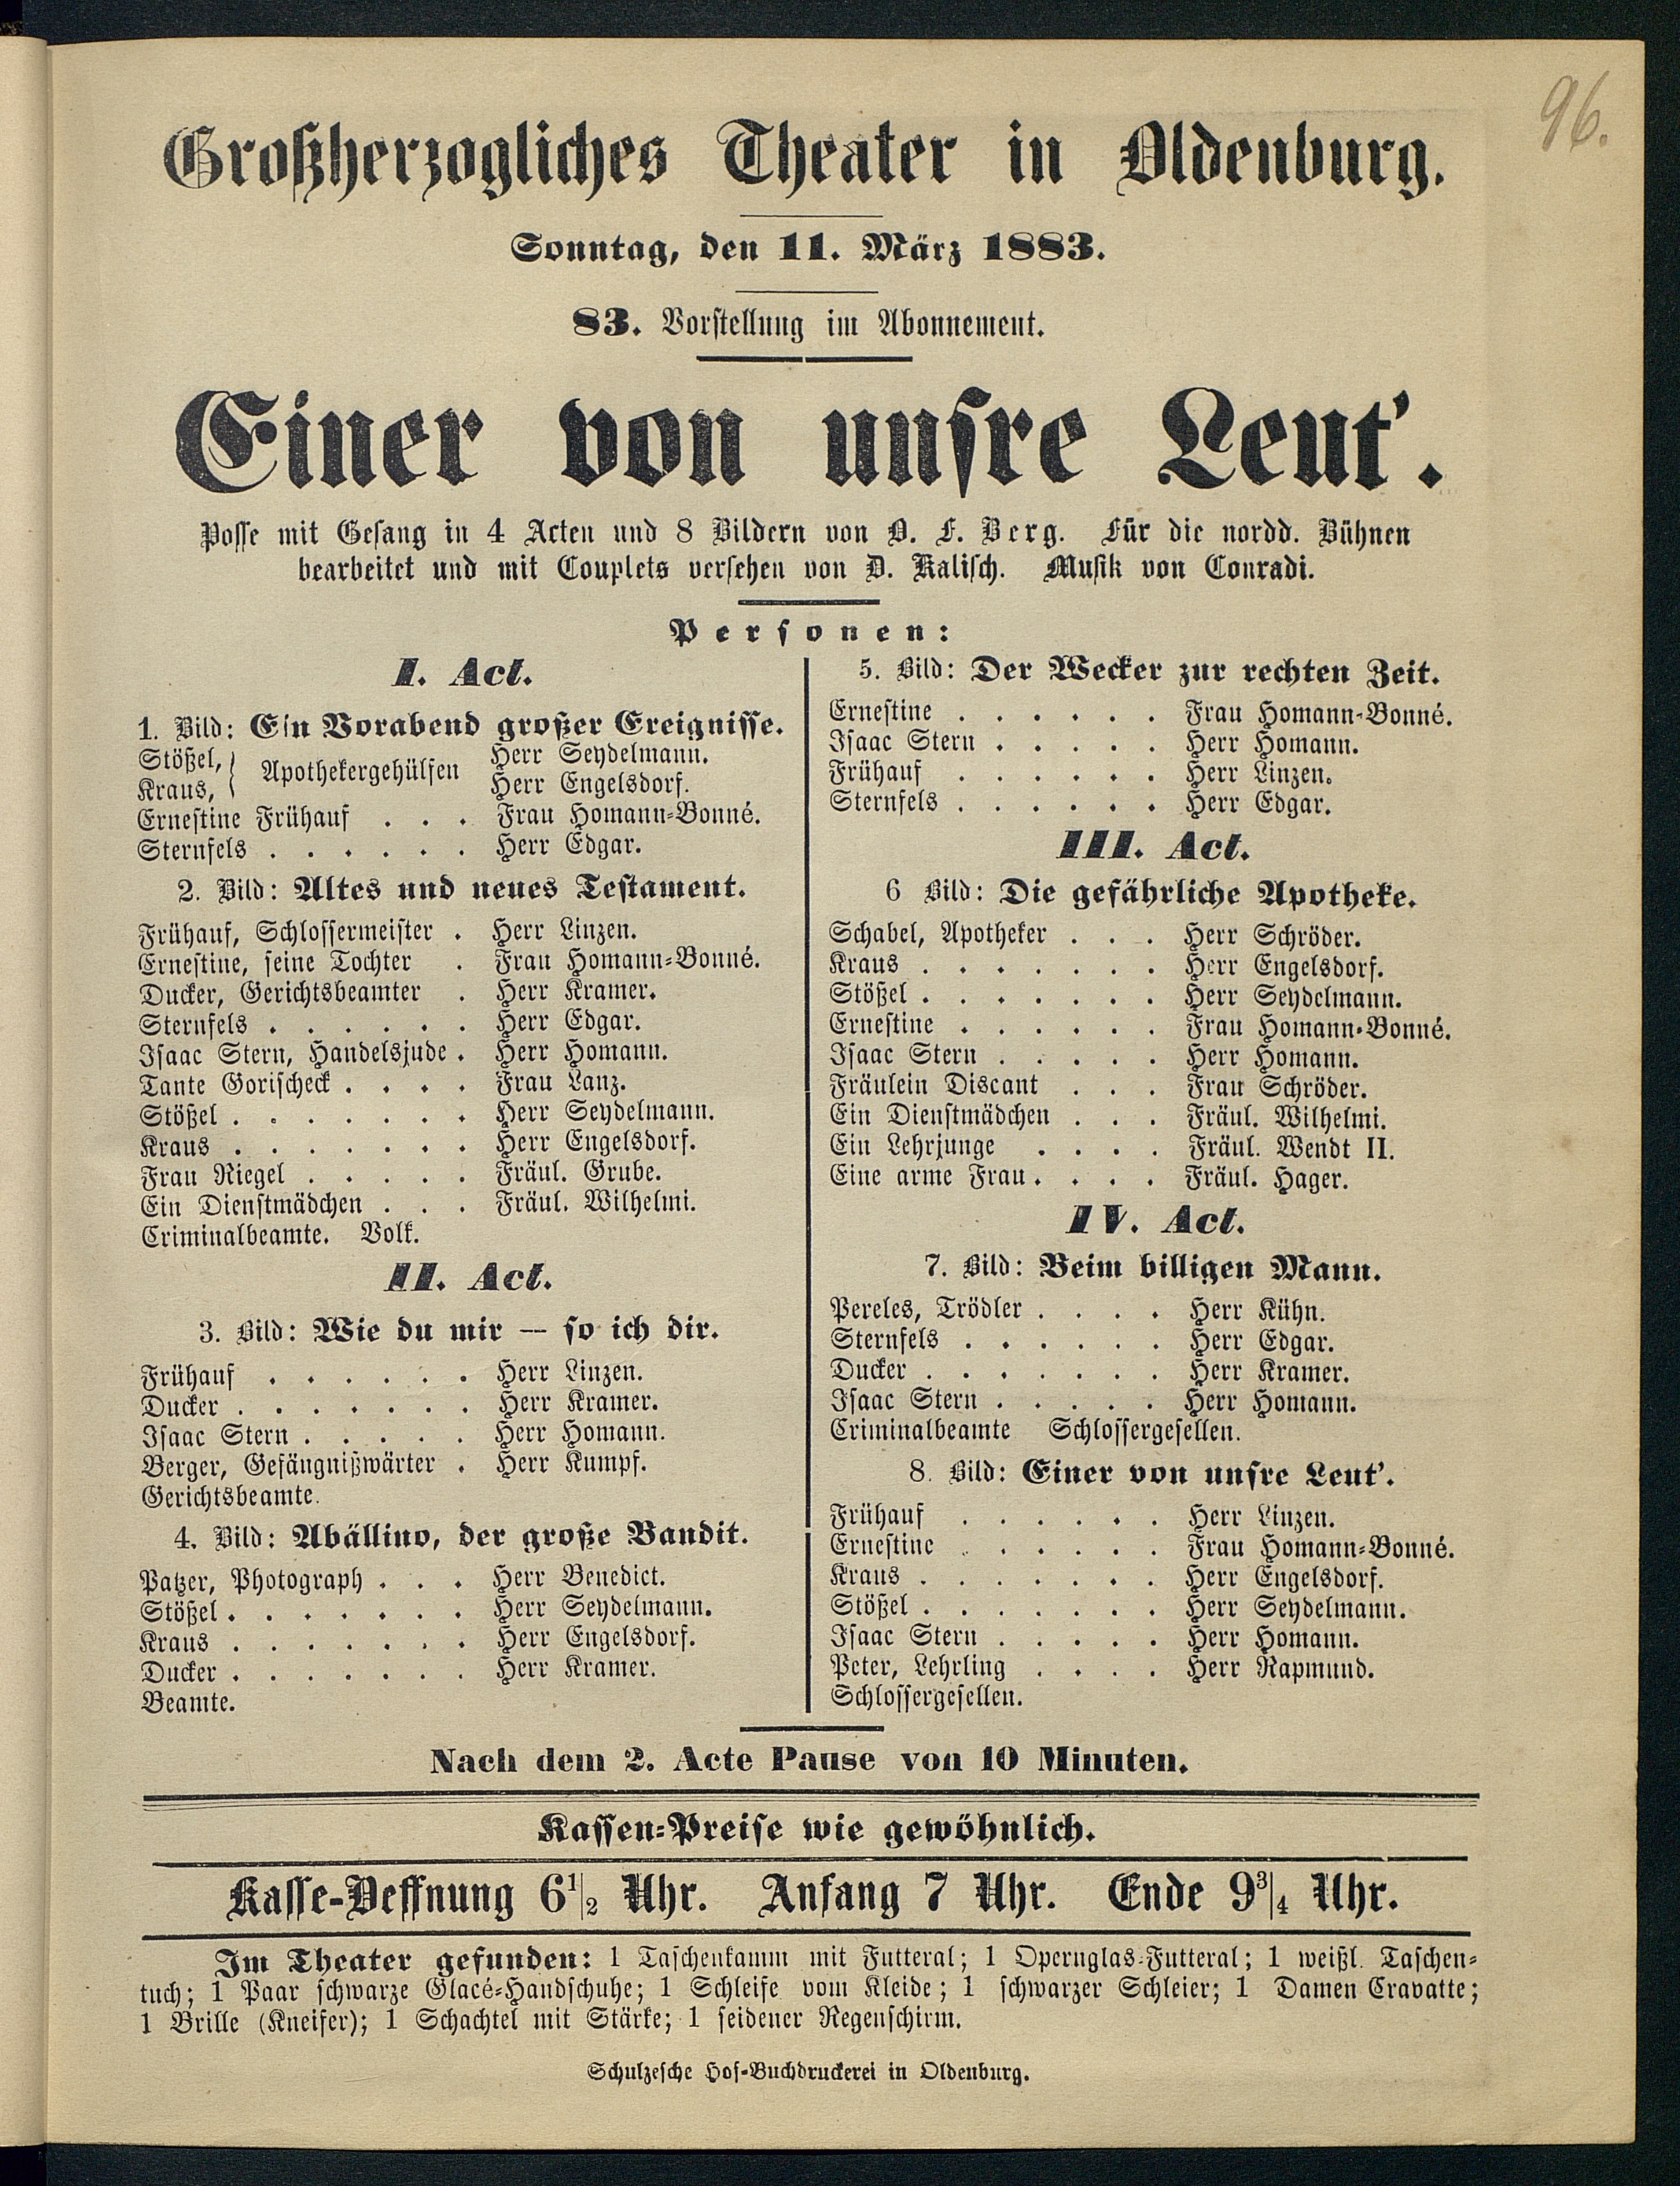 96.
Großherzogliches Theater in Oldenburg.
Sonntag, den 11. März 1883.
83. Vorstellung im Abonnement.
Einer von unsre Leut'.
Posse mit Gesang in 4 Acten und 8 Bildern von O. F. Berg. Für die nordd. Bühnen
bearbeitet und mit Couplets versehen von D. Kalisch. Musik von Conradi.
Personen:
I. Act.
1. Bild: Ein Vorabend großer Ereignisse.
Stößel, } Apothekergehülfen Herr Seydelmann.
Kraus, } Herr Engelsdorf.
Ernestine Frühauf . . . Frau Homann-Bonné.
Sternfels . . . . . . Herr Edgar.
2. Bild: Altes und neues Testament.
Frühauf, Schlossermeister . Herr Linzen.
Ernestine, seine Tochter . Frau Homann-Bonné.
Ducker, Gerichtsbeamter . Herr Kramer.
Sternfels . . . . . . Herr Edgar.
Isaac Stern, Handelsjude . Herr Homann.
Tante Gorischeck . . . . Frau Lanz.
Stößel . . . . . . . Herr Seydelmann.
Kraus . . . . . . . Herr Engelsdorf.
Frau Riegel . . . . . Fräul. Grube.
Ein Dienstmädchen . . . Fräul. Wilhelmi.
Criminalbeamte. Volk.
II. Act.
3. Bild: Wie du mir — so ich dir.
Frühauf . . . . . . Herr Linzen.
Ducker . . . . . . . Herr Kramer.
Isaac Stern . . . . . Herr Homann.
Berger, Gefängnißwärter . Herr Kumpf.
Gerichtsbeamte.
4. Bild: Abällino, der große Bandit.
Patzer, Photograph . . . Herr Benedict.
Stößel . . . . . . . Herr Seydelmann.
Kraus . . . . . . . Herr Engelsdorf.
Ducker . . . . . . . Herr Kramer.
Beamte.
5. Bild: Der Wecker zur rechten Zeit.
Ernestine . . . . . . Frau Homann-Bonné.
Isaac Stern . . . . . Herr Homann.
Frühauf . . . . . . Herr Linzen.
Sternfels . . . . . . Herr Edgar.
III. Act.
6 Bild: Die gefährliche Apotheke.
Schabel, Apotheker . . . Herr Schröder.
Kraus . . . . . . . Herr Engelsdorf.
Stößel . . . . . . . Herr Seydelmann.
Ernestine . . . . . . Frau Homann-Bonné.
Isaac Stern . . . . . Herr Homann.
Fräulein Discant . . . Frau Schröder.
Ein Dienstmädchen . . . Fräul. Wilhelmi.
Ein Lehrjunge . . . . Fräul. Wendt II.
Eine arme Frau . . . . Fräul. Hager.
IV. Act.
7. Bild: Beim billigen Mann.
Pereles, Trödler . . . . Herr Kühn.
Sternfels . . . . . . Herr Edgar.
Ducker . . . . . . . Herr Kramer.
Isaac Stern . . . . . Herr Homann.
Criminalbeamte Schlossergesellen.
8. Bild: Einer von unsre Leut'.
Frühauf . . . . . . Herr Linzen.
Ernestine . . . . . . Frau Homann-Bonné.
Kraus . . . . . . . Herr Engelsdorf.
Stößel . . . . . . . Herr Seydelmann.
Isaac Stern . . . . . Herr Homann.
Peter, Lehrling . . . . Herr Rapmund.
Schlossergesellen.
Nach dem 2. Acte Pause von 10 Minuten.
Kassen-Preise wie gewöhnlich.
Kasse-Oeffnung 6 1/2 Uhr. Anfang 7 Uhr. Ende 9 3/4 Uhr.
Im Theater gefunden: 1 Taschenkamm mit Futteral; 1 Opernglas-Futteral; 1 weißl. Taschen-
tuch; 1 Paar schwarze Glacé-Handschuhe; 1 Schleife vom Kleide; 1 schwarzer Schleier; 1 Damen Cravatte;
1 Brille (Kneifer); 1 Schachtel mit Stärke; 1 seidener Regenschirm.
Schulzesche Hof-Buchdruckerei in Oldenburg.